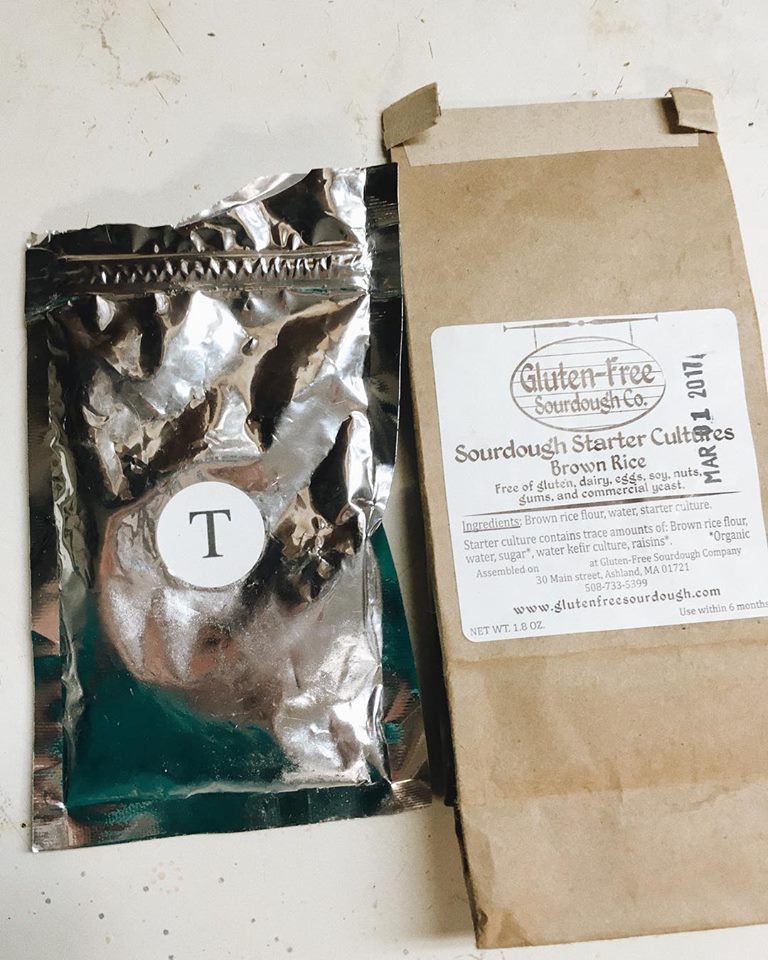 T
Gluten-Free
Sourdough Co.
Sourdough Starter Cultures
Brown Rice
Free of gluten, dairy, eggs, soy, nuts,
gums, and commercial yeast.
MAR 01 2017
Ingredients: Brown rice flour, water, starter culture.
Starter culture contains trace amounts of: Brown rice flour,
water, sugar*, water kefir culture, raisins*. *Organic
Assembled on at Gluten-Free Sourdough Company
30 Main street, Ashland, MA 01721
508-733-5399
www.glutenfreesourdough.com
NET WT. 1.8 OZ. Use within 6 months